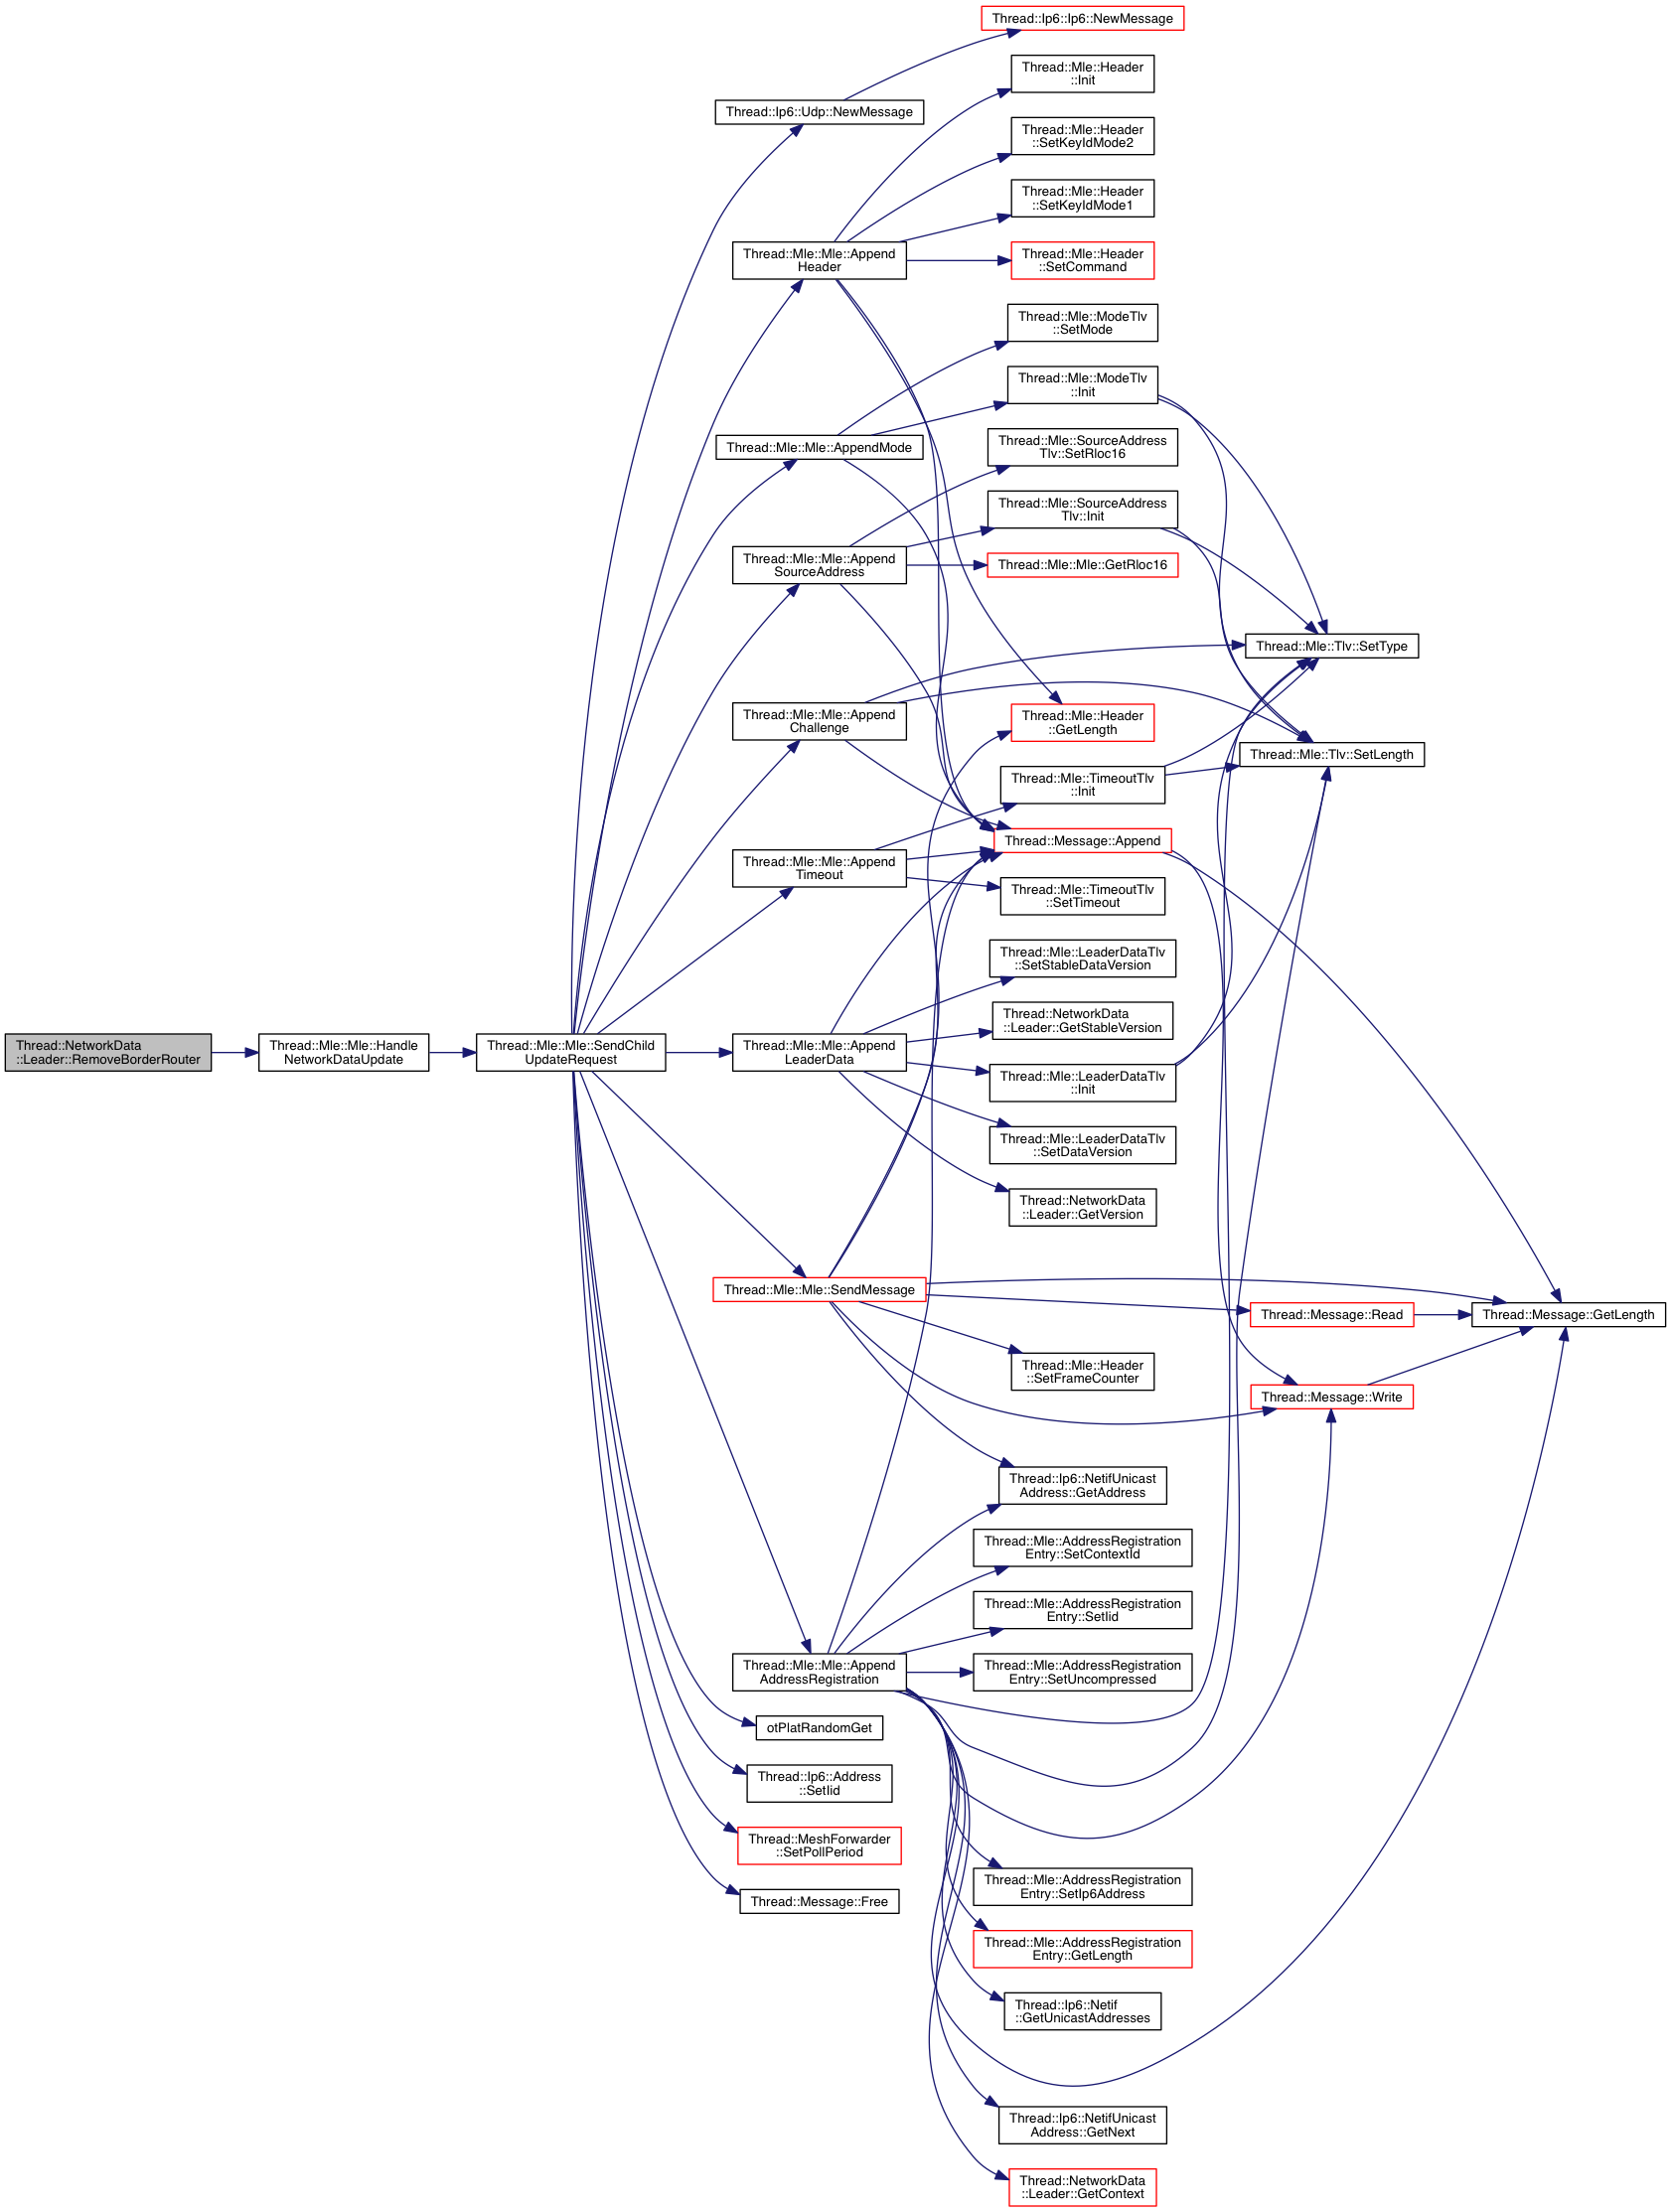 Thread::Ip6::Ip6::NewMessage
Thread::Mle::Header
::Init
Thread::Ip6::Udp::NewMessage
Thread::Mle::Header
::SetKeyIdMode2
Thread::Mle::Header
::SetKeyIdMode1
Thread::Mle::Mle::Append
Header
Thread::Mle::Header
::SetCommand
Thread::Mle::ModeTlv
::SetMode
Thread::Mle::ModeTlv
::Init
Thread::Mle::Mle::AppendMode
Thread::Mle::SourceAddress
Tlv::SetRloc16
Thread::Mle::SourceAddress
Tlv::Init
Thread::Mle::Mle::Append
SourceAddress
Thread::Mle::Mle::GetRloc16
Thread::Mle::Tlv::SetType
Thread::Mle::Mle::Append
Challenge
Thread::Mle::Header
::GetLength
Thread::Mle::Tlv::SetLength
Thread::Mle::TimeoutTlv
::Init
Thread::Message::Append
Thread::Mle::Mle::Append
Timeout
Thread::Mle::TimeoutTlv
::SetTimeout
Thread::Mle::LeaderDataTlv
::SetStableDataVersion
Thread::NetworkData
::Leader::GetStableVersion
Thread::NetworkData
::Leader::RemoveBorderRouter
Thread::Mle::Mle::Handle
NetworkDataUpdate
Thread::Mle::Mle::SendChild
UpdateRequest
Thread::Mle::Mle::Append
LeaderData
Thread::Mle::LeaderDataTlv
::Init
Thread::Mle::LeaderDataTlv
::SetDataVersion
Thread::NetworkData
::Leader::GetVersion
Thread::Mle::Mle::SendMessage
Thread::Message::Read
Thread::Message::GetLength
Thread::Mle::Header
::SetFrameCounter
Thread::Message::Write
Thread::Ip6::NetifUnicast
Address::GetAddress
Thread::Mle::AddressRegistration
Entry::SetContextId
Thread::Mle::AddressRegistration
Entry::SetIid
Thread::Mle::Mle::Append
AddressRegistration
Thread::Mle::AddressRegistration
Entry::SetUncompressed
otPlatRandomGet
Thread::Ip6::Address
::SetIid
Thread::MeshForwarder
::SetPollPeriod
Thread::Message::Free
Thread::Mle::AddressRegistration
Entry::SetIp6Address
Thread::Mle::AddressRegistration
Entry::GetLength
Thread::Ip6::Netif
::GetUnicastAddresses
Thread::Ip6::NetifUnicast
Address::GetNext
Thread::NetworkData
::Leader::GetContext